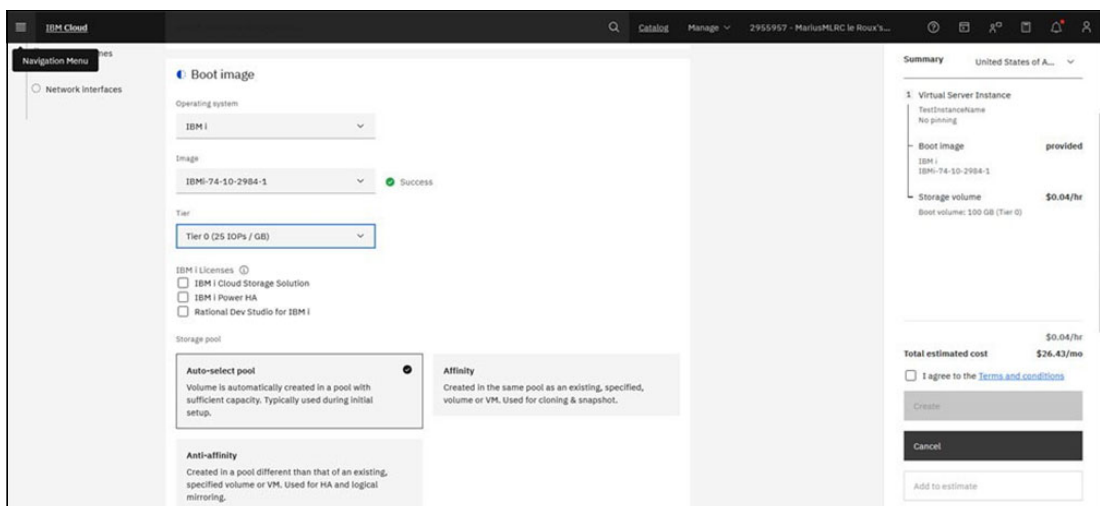 IBM Cloud
Catalog
Manage
2955957 - MariusMLRC le Roux's...
mes
Navigation Menu
Network interfaces
Boot image
Operating system
IBM i
Image
IBMi-74-10-2984-1
Success
Tier
Tier 0 (25 IOPs / GB)
IBM i Licenses
IBM i Cloud Storage Solution
IBM i Power HA
Rational Dev Studio for IBM i
Storage pool
Auto-select pool
Volume is automatically created in a pool with
sufficient capacity. Typically used during initial
setup.
Affinity
Created in the same pool as an existing, specified,
volume or VM. Used for cloning & snapshot.
Anti-affinity
Created in a pool different than that of an existing,
specified volume or VM. Used for HA and logical
mirroring.
Summary
United States of A...
1 Virtual Server Instance
TestInstanceName
No pinning
Boot image provided
IBM i
IBMi-74-10-2984-1
Storage volume $0.04/hr
Boot volume: 100 GB (Tier 0)
$0.04/hr
Total estimated cost $26.43/mo
I agree to the Terms and conditions
Create
Cancel
Add to estimate